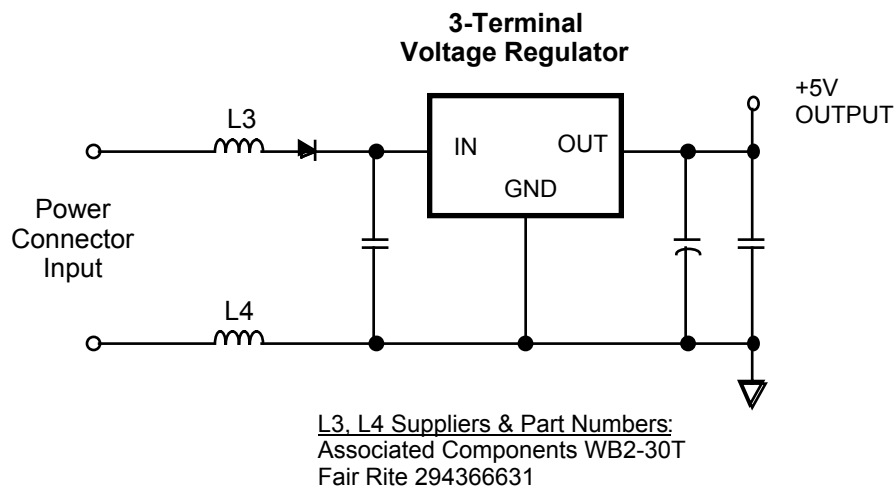 3-Terminal
Voltage Regulator
+5V
OUTPUT
L3
IN
OUT
GND
Power
Connector
Input
L4
L3, L4 Suppliers & Part Numbers:
Associated Components WB2-30T
Fair Rite 294366631